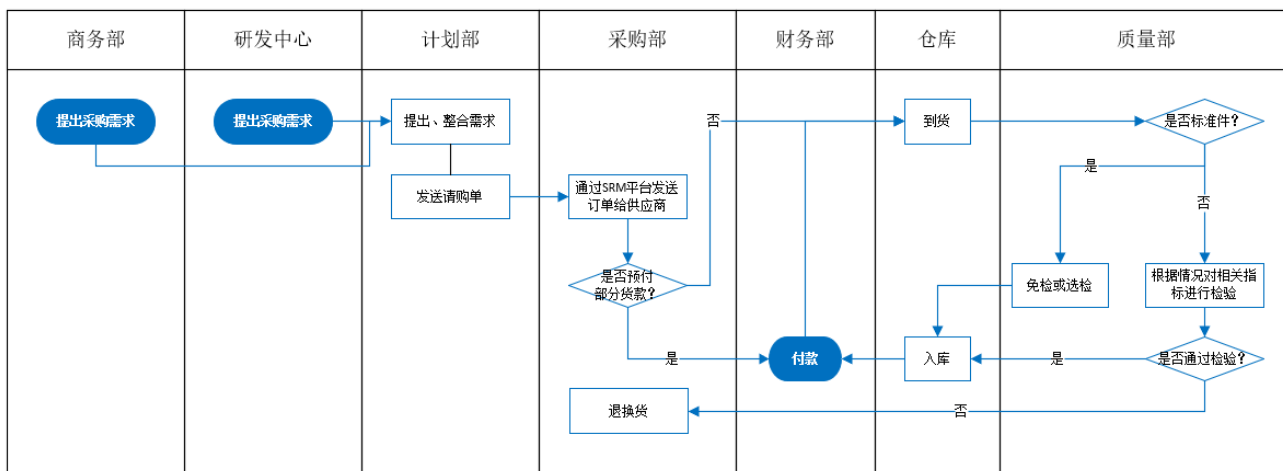 商务部
研发中心
计划部
采购部
财务部
仓库
质量部
提出采购需求
提出采购需求
提出、整合需求
否
到货
是否标准件？
是
发送请购单
通过SRM平台发送
订单给供应商
否
是否预付
部分货款？
免检或选检
根据情况对相关指
标进行检验
是
付款
入库
是
是否通过检验？
退换货
否